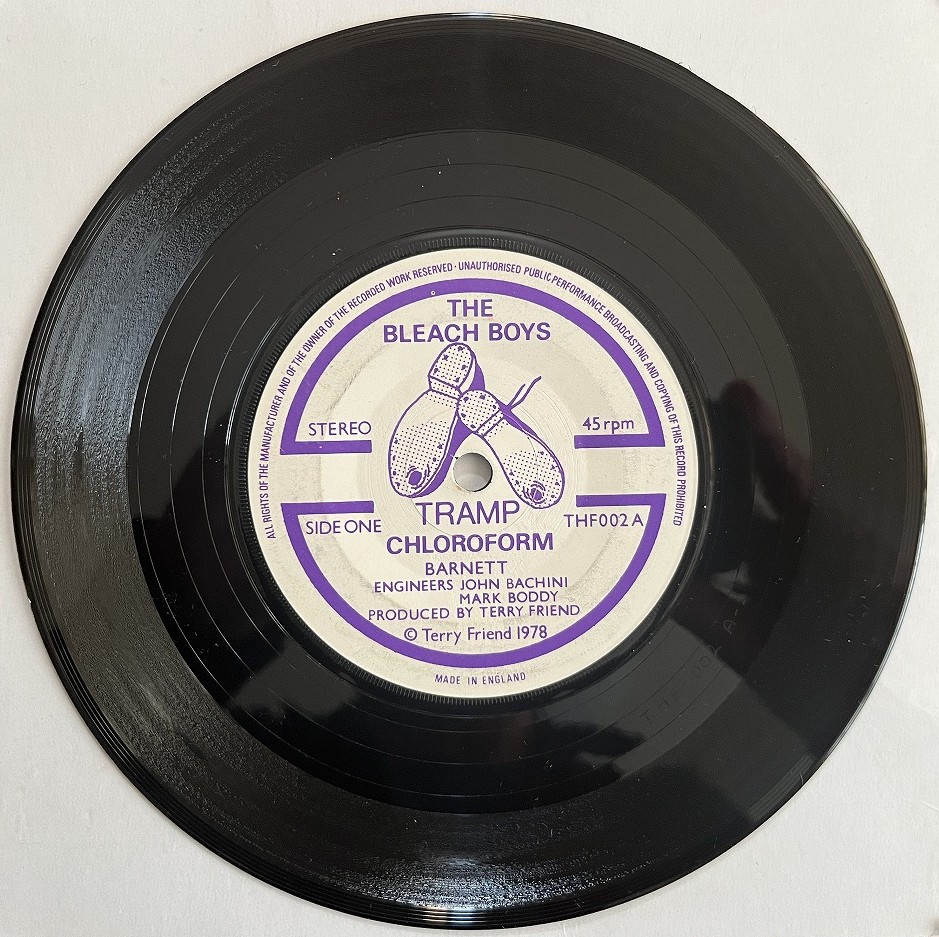 ALL RIGHTS OF THE MANUFACTURER AND OF THE OWNER OF THE RECORDED WORK RESERVED · UNAUTHORISED PUBLIC PERFORMANCE BROADCASTING AND COPYING OF THIS RECORD PROHIBITED
THE
BLEACH BOYS
STEREO
45 rpm
SIDE ONE
TRAMP
THF002 A
CHLOROFORM
BARNETT
ENGINEERS JOHN BACHINI
MARK BODDY
PRODUCED BY TERRY FRIEND
© Terry Friend 1978
MADE IN ENGLAND